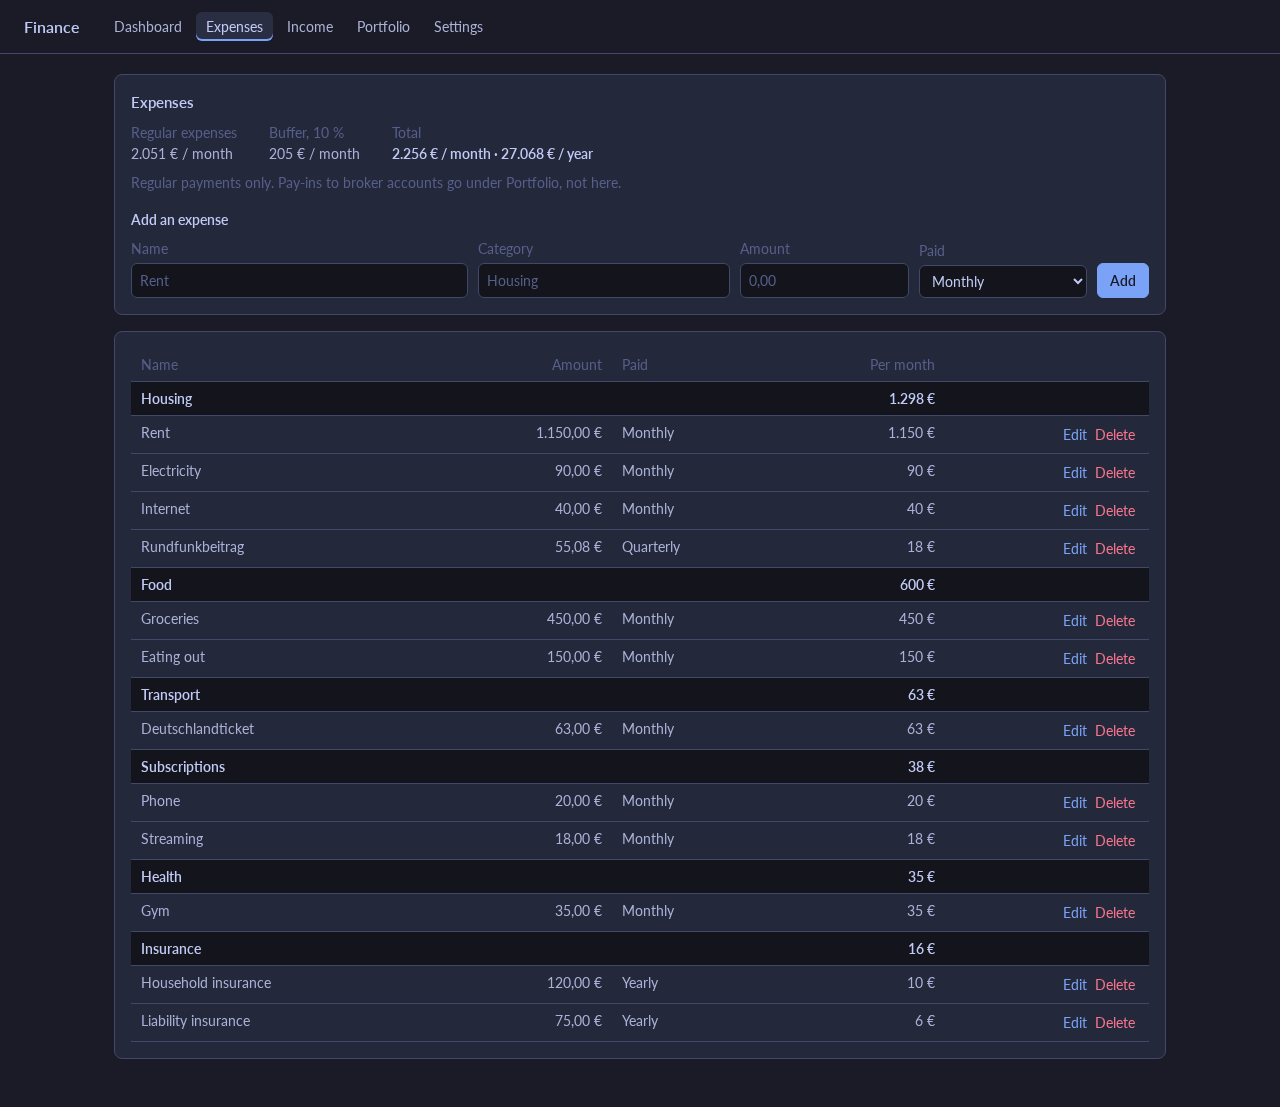 Finance Dashboard Expenses Income Portfolio Settings
Expenses
Regular expenses Buffer, 10 % Total
2.051 € / month 205 € / month 2.256 € / month · 27.068 € / year
Regular payments only. Pay-ins to broker accounts go under Portfolio, not here.
Add an expense
Name Category Amount Paid
Rent Housing 0,00 Monthly Add
Name Amount Paid Per month
Housing 1.298 €
Rent 1.150,00 € Monthly 1.150 € Edit Delete
Electricity 90,00 € Monthly 90 € Edit Delete
Internet 40,00 € Monthly 40 € Edit Delete
Rundfunkbeitrag 55,08 € Quarterly 18 € Edit Delete
Food 600 €
Groceries 450,00 € Monthly 450 € Edit Delete
Eating out 150,00 € Monthly 150 € Edit Delete
Transport 63 €
Deutschlandticket 63,00 € Monthly 63 € Edit Delete
Subscriptions 38 €
Phone 20,00 € Monthly 20 € Edit Delete
Streaming 18,00 € Monthly 18 € Edit Delete
Health 35 €
Gym 35,00 € Monthly 35 € Edit Delete
Insurance 16 €
Household insurance 120,00 € Yearly 10 € Edit Delete
Liability insurance 75,00 € Yearly 6 € Edit Delete